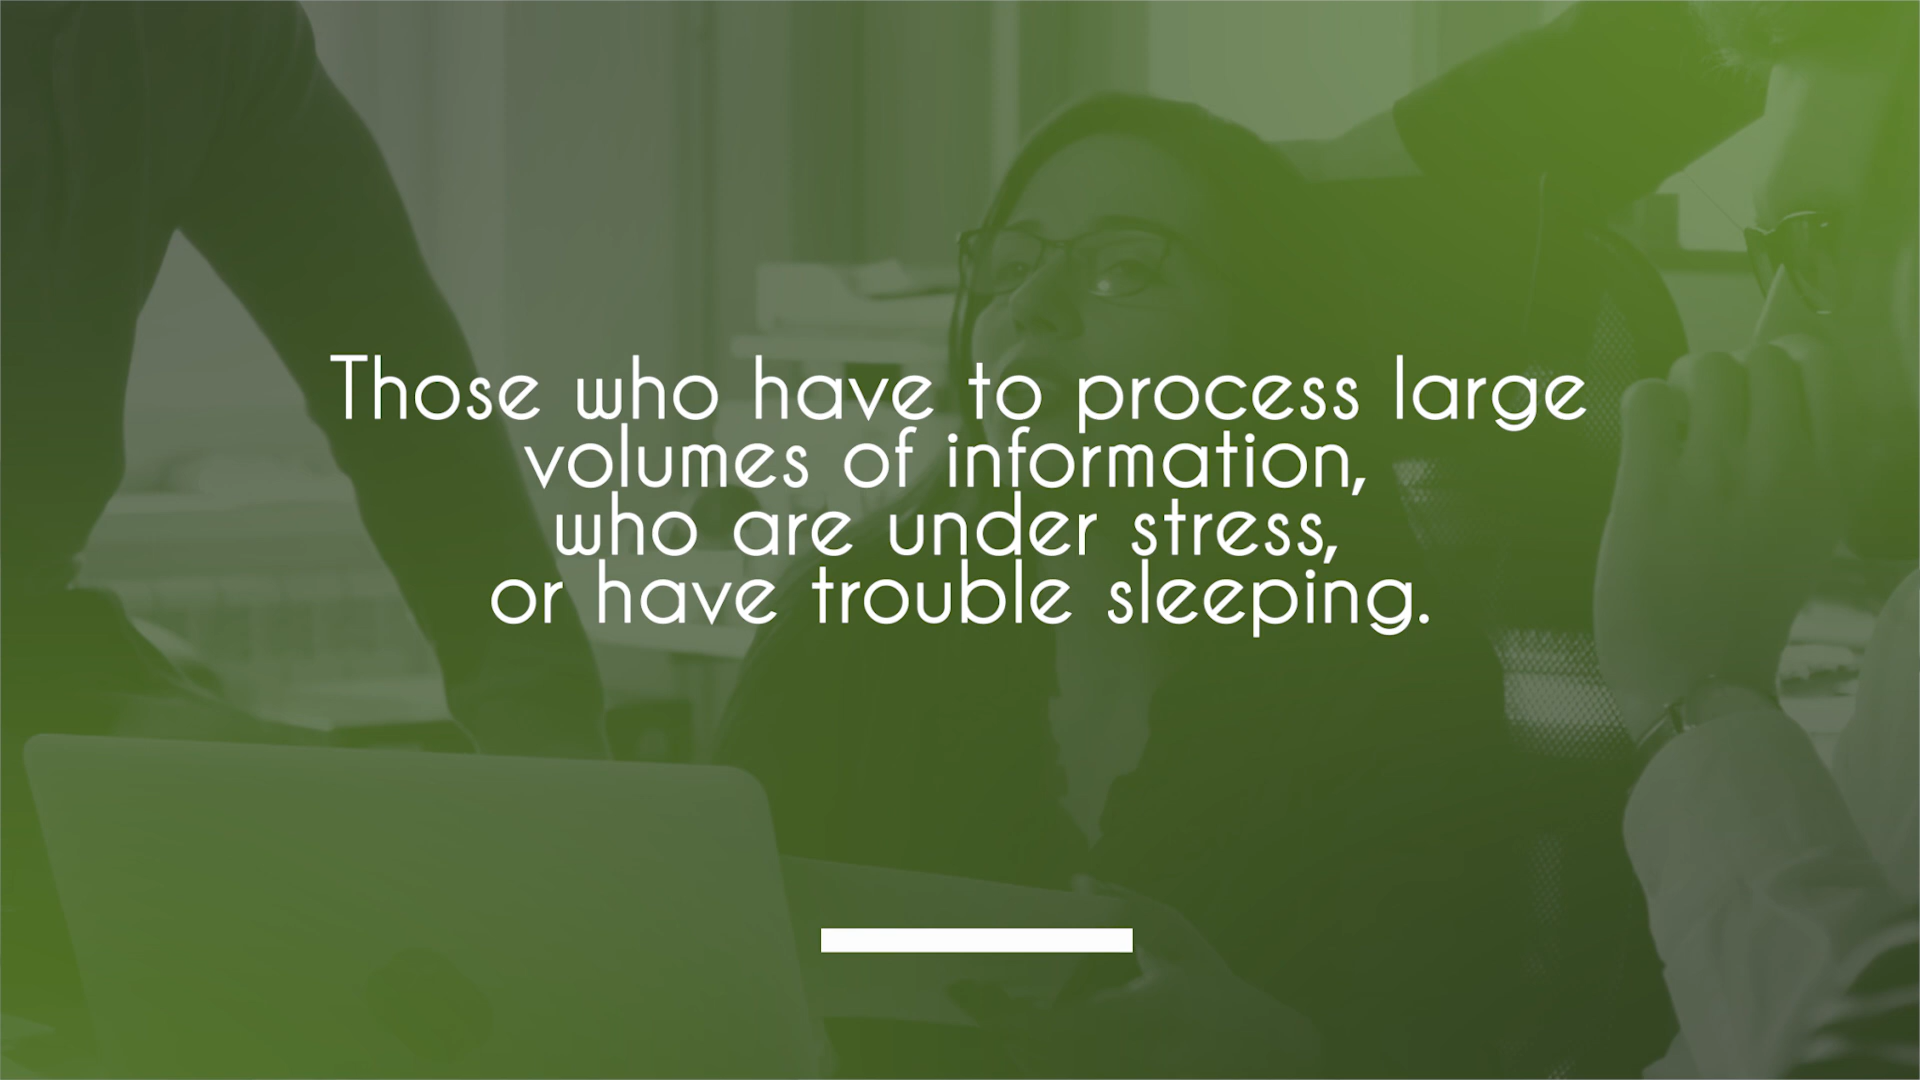 Those who have to process large
volumes of information,
who are under stress,
or have trouble sleeping.